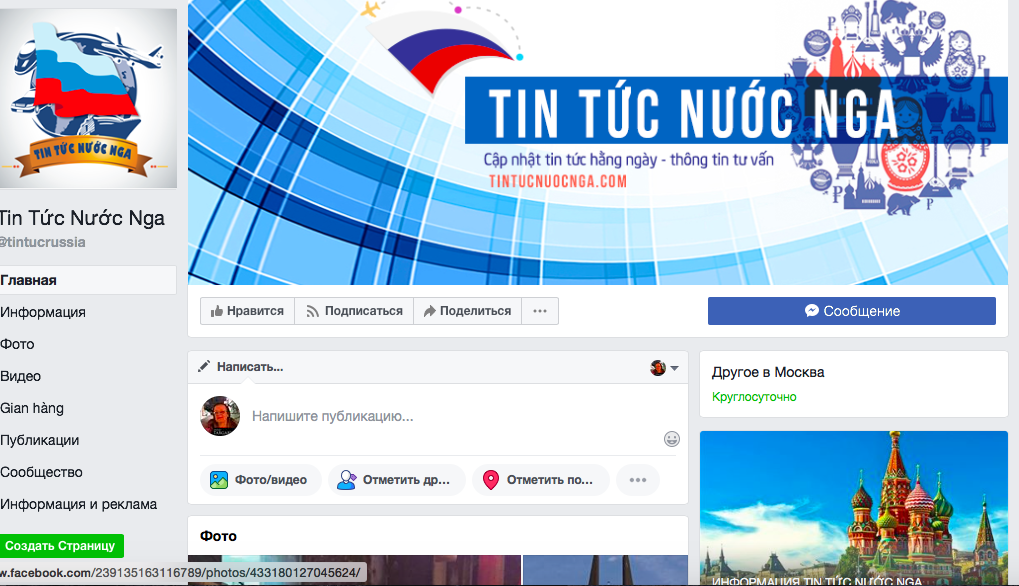 TIN TỨC NƯỚC NGA
TIN TỨC NƯỚC NGA
Cập nhật tin tức hằng ngày - thông tin tư vấn
TINTUCNUOCNGA.COM
Tin Tức Nước Nga
@tintucrussia
Главная
Информация
Фото
Видео
Gian hàng
Публикации
Сообщество
Информация и реклама
Создать Страницу
Нравится
Подписаться
Поделиться
Сообщение
Написать...
Напишите публикацию...
Фото/видео
Отметить др...
Отметить по...
Фото
Другое в Москва
Круглосуточно
ИНФОРМАЦИЯ TIN TỨC NƯỚC NGA
w.facebook.com/239135163116789/photos/433180127045624/